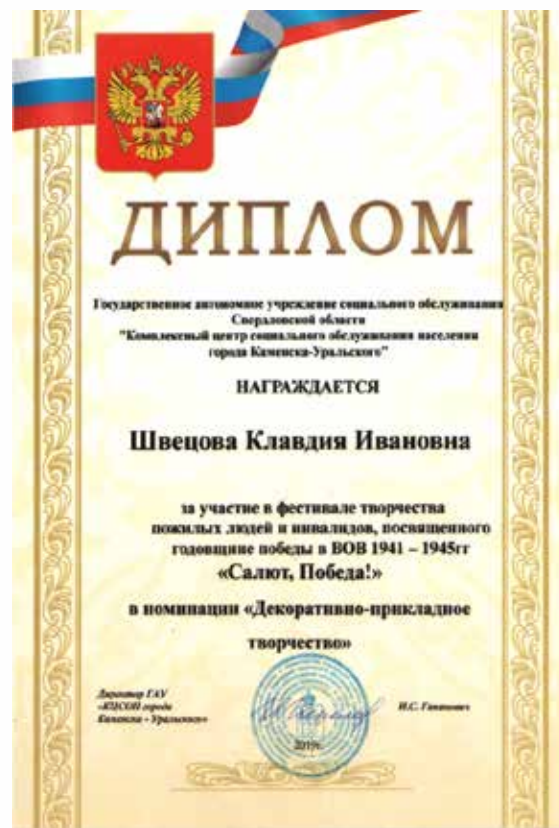 ДИПЛОМ
Государственное автономное учреждение социального обслуживания
Свердловской области
"Комплексный центр социального обслуживания населения
города Каменска-Уральского"
НАГРАЖДАЕТСЯ
Швецова Клавдия Ивановна
за участие в фестивале творчества
пожилых людей и инвалидов, посвященного
годовщине победы в ВОВ 1941 – 1945гг
«Салют, Победа!»
в номинации «Декоративно-прикладное
творчество»
Директор ГАУ
«КЦСОН города
Каменска – Уральского»
И.С.
2019г.